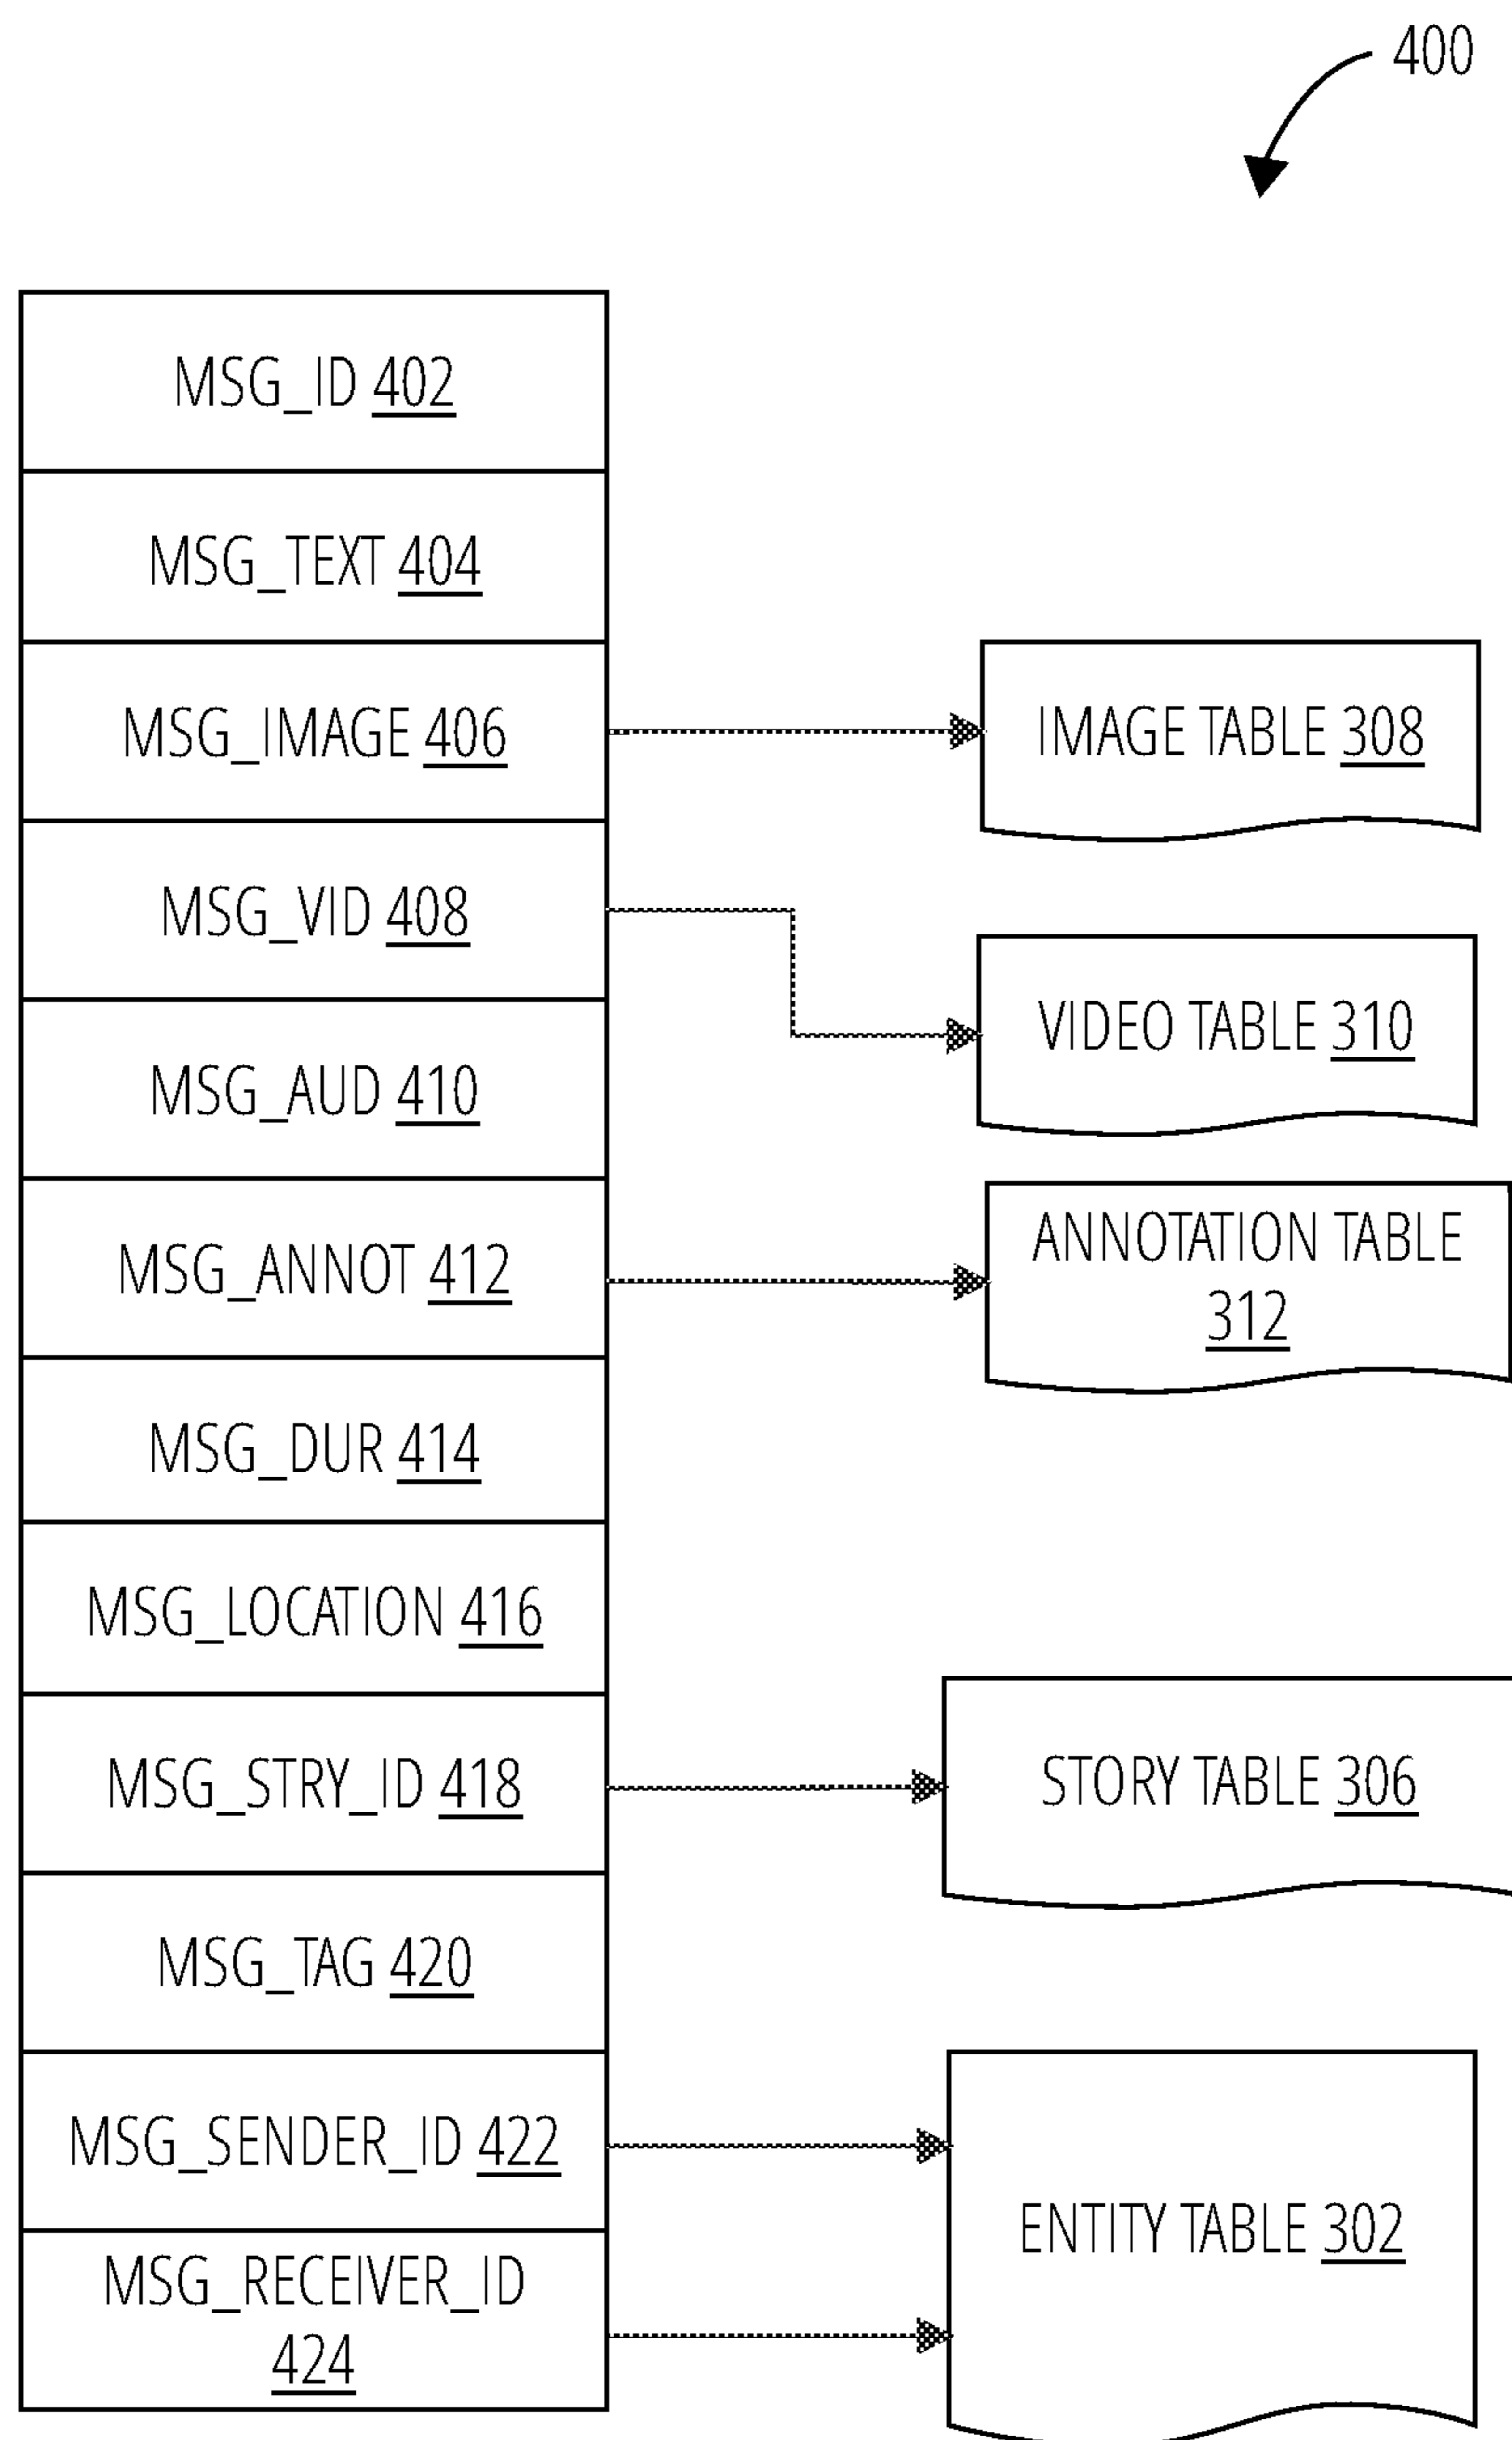 400
MSG_ID 402
MSG_TEXT 404
MSG_IMAGE 406
IMAGE TABLE 308
MSG_VID 408
VIDEO TABLE 310
MSG_AUD 410
MSG_ANNOT 412
ANNOTATION TABLE
312
MSG_DUR 414
MSG_LOCATION 416
MSG_STRY_ID 418
STORY TABLE 306
MSG_TAG 420
MSG_SENDER_ID 422
ENTITY TABLE 302
MSG_RECEIVER_ID
424